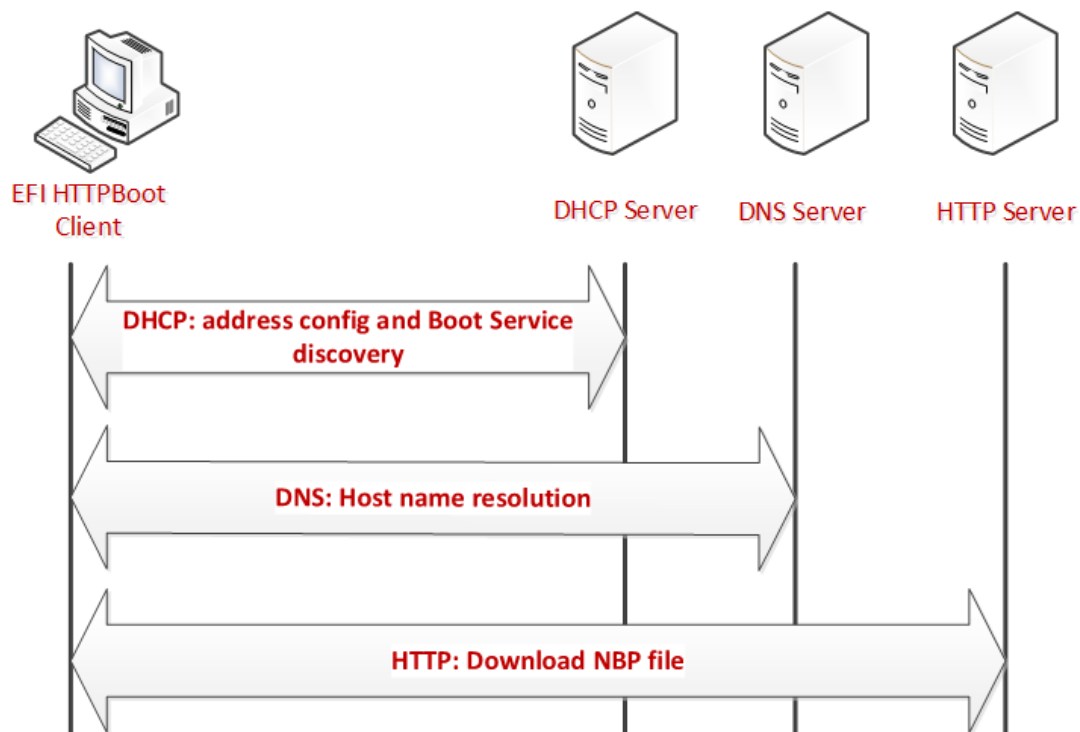 EFI HTTPBoot
Client
DHCP Server
DNS Server
HTTP Server
DHCP: address config and Boot Service
discovery
DNS: Host name resolution
HTTP: Download NBP file